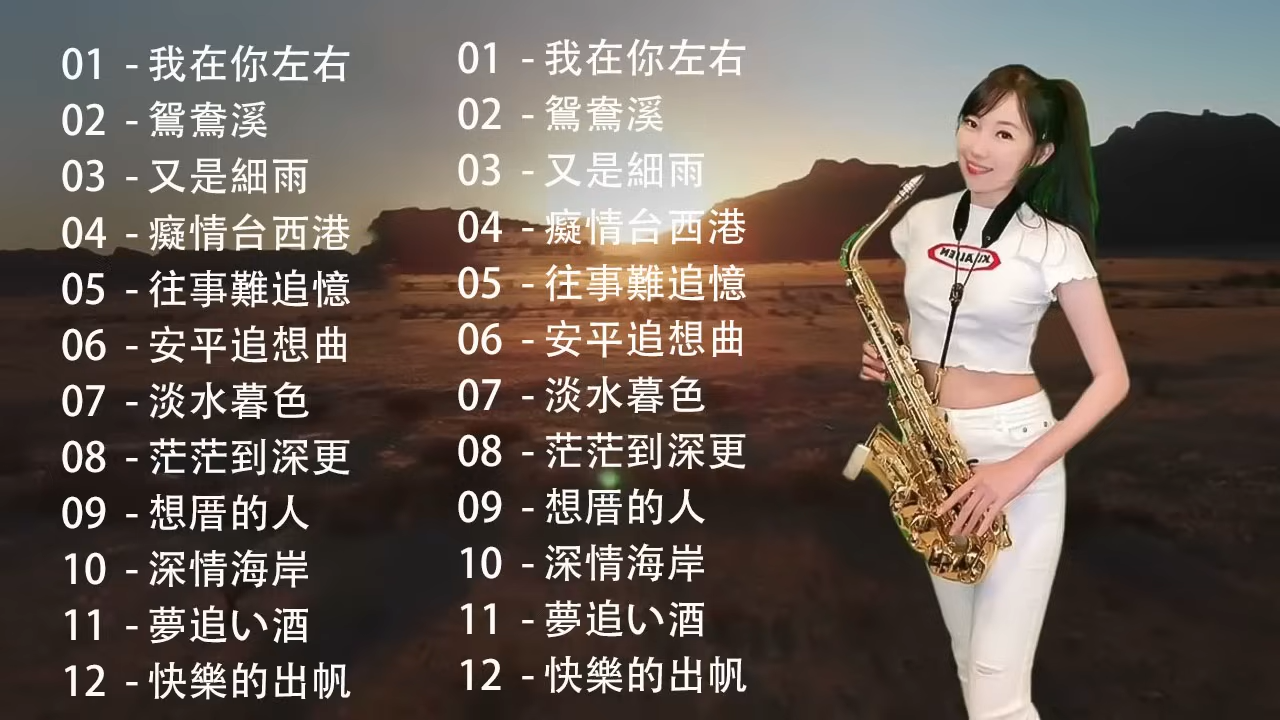 01 - 我在你左右
02 - 鴛鴦溪
03 - 又是細雨
04 - 癡情台西港
05 - 往事難追憶
06 - 安平追想曲
07 - 淡水暮色
08 - 茫茫到深更
09 - 想厝的人
10 - 深情海岸
11 - 夢追い酒
12 - 快樂的出帆
01 - 我在你左右
02 - 鴛鴦溪
03 - 又是細雨
04 - 癡情台西港
05 - 往事難追憶
06 - 安平追想曲
07 - 淡水暮色
08 - 茫茫到深更
09 - 想厝的人
10 - 深情海岸
11 - 夢追い酒
12 - 快樂的出帆